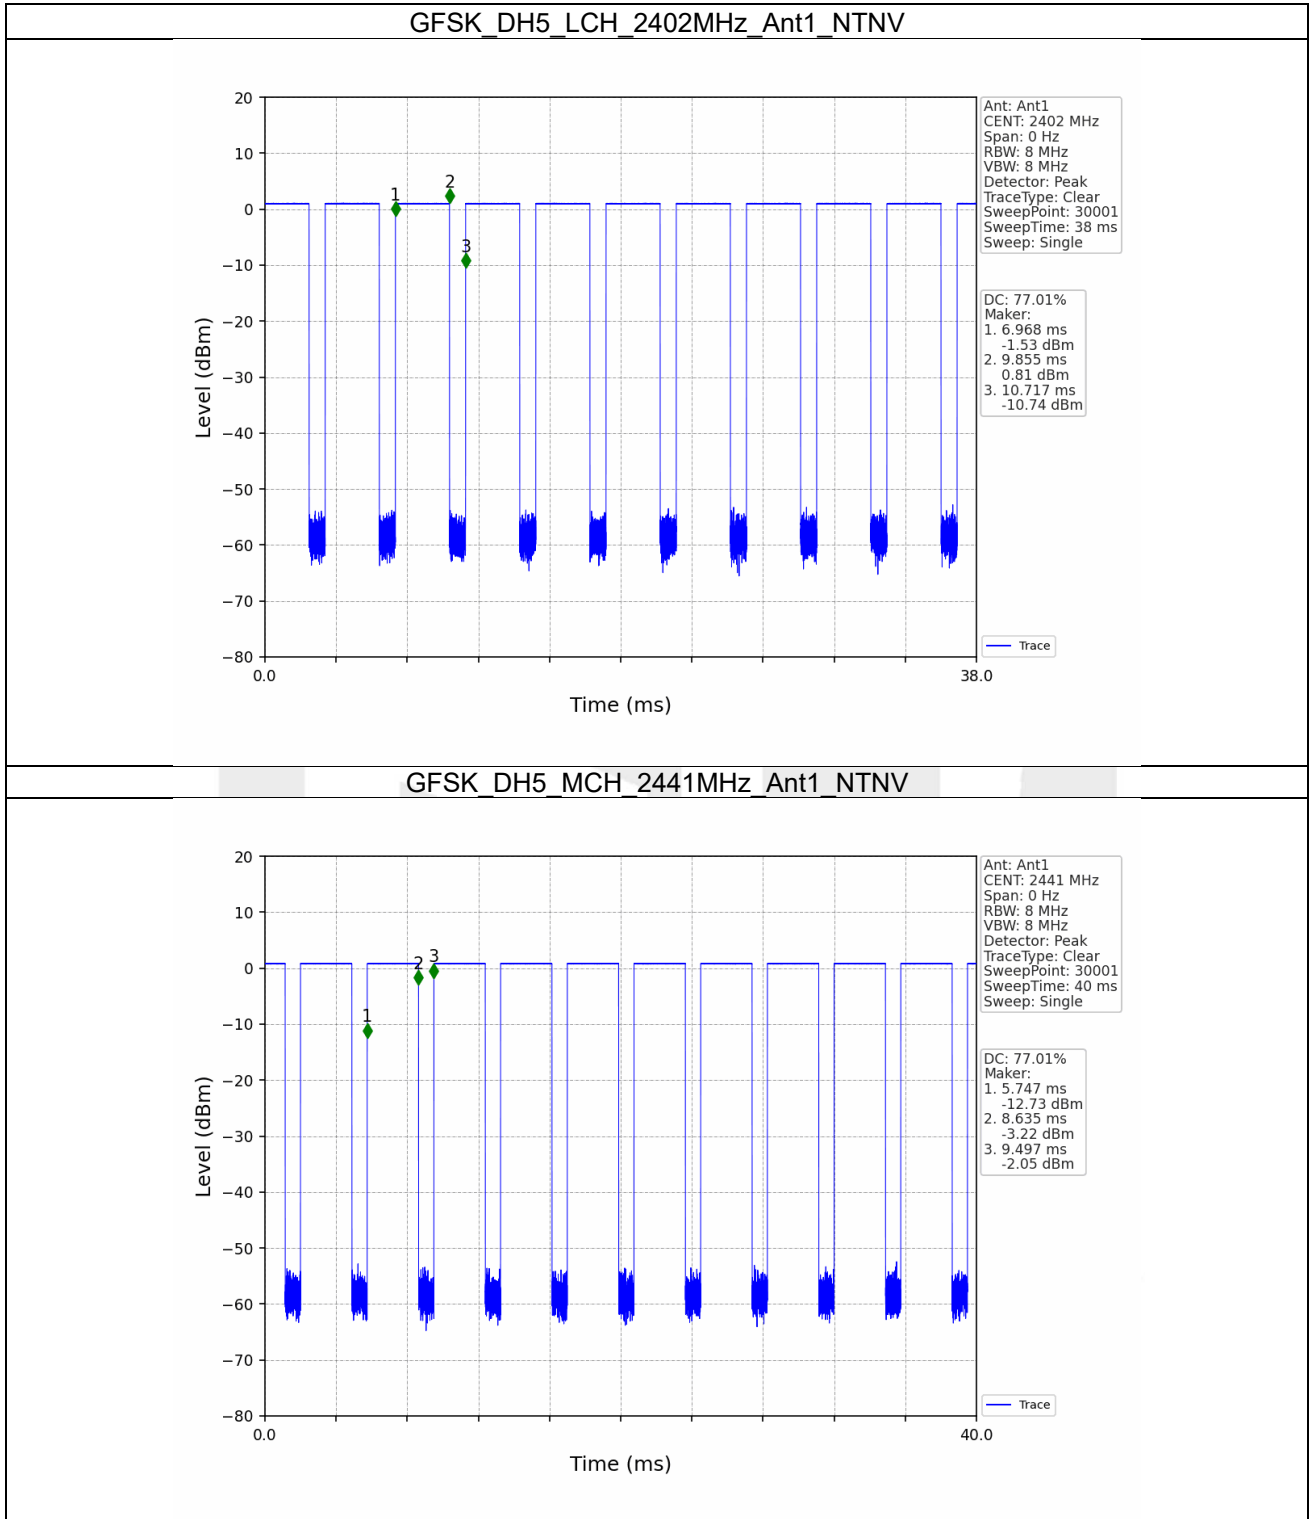 GFSK_DH5_LCH_2402MHz_Ant1_NTNV
20
10
0
−10
−20
−30
−40
−50
−60
−70
−80
Level (dBm)
1
2
3
0.0
38.0
Time (ms)
Ant: Ant1
CENT: 2402 MHz
Span: 0 Hz
RBW: 8 MHz
VBW: 8 MHz
Detector: Peak
TraceType: Clear
SweepPoint: 30001
SweepTime: 38 ms
Sweep: Single
DC: 77.01%
Maker:
1. 6.968 ms
-1.53 dBm
2. 9.855 ms
0.81 dBm
3. 10.717 ms
-10.74 dBm
Trace
GFSK_DH5_MCH_2441MHz_Ant1_NTNV
20
10
0
−10
−20
−30
−40
−50
−60
−70
−80
Level (dBm)
1
2
3
0.0
40.0
Time (ms)
Ant: Ant1
CENT: 2441 MHz
Span: 0 Hz
RBW: 8 MHz
VBW: 8 MHz
Detector: Peak
TraceType: Clear
SweepPoint: 30001
SweepTime: 40 ms
Sweep: Single
DC: 77.01%
Maker:
1. 5.747 ms
-12.73 dBm
2. 8.635 ms
-3.22 dBm
3. 9.497 ms
-2.05 dBm
Trace